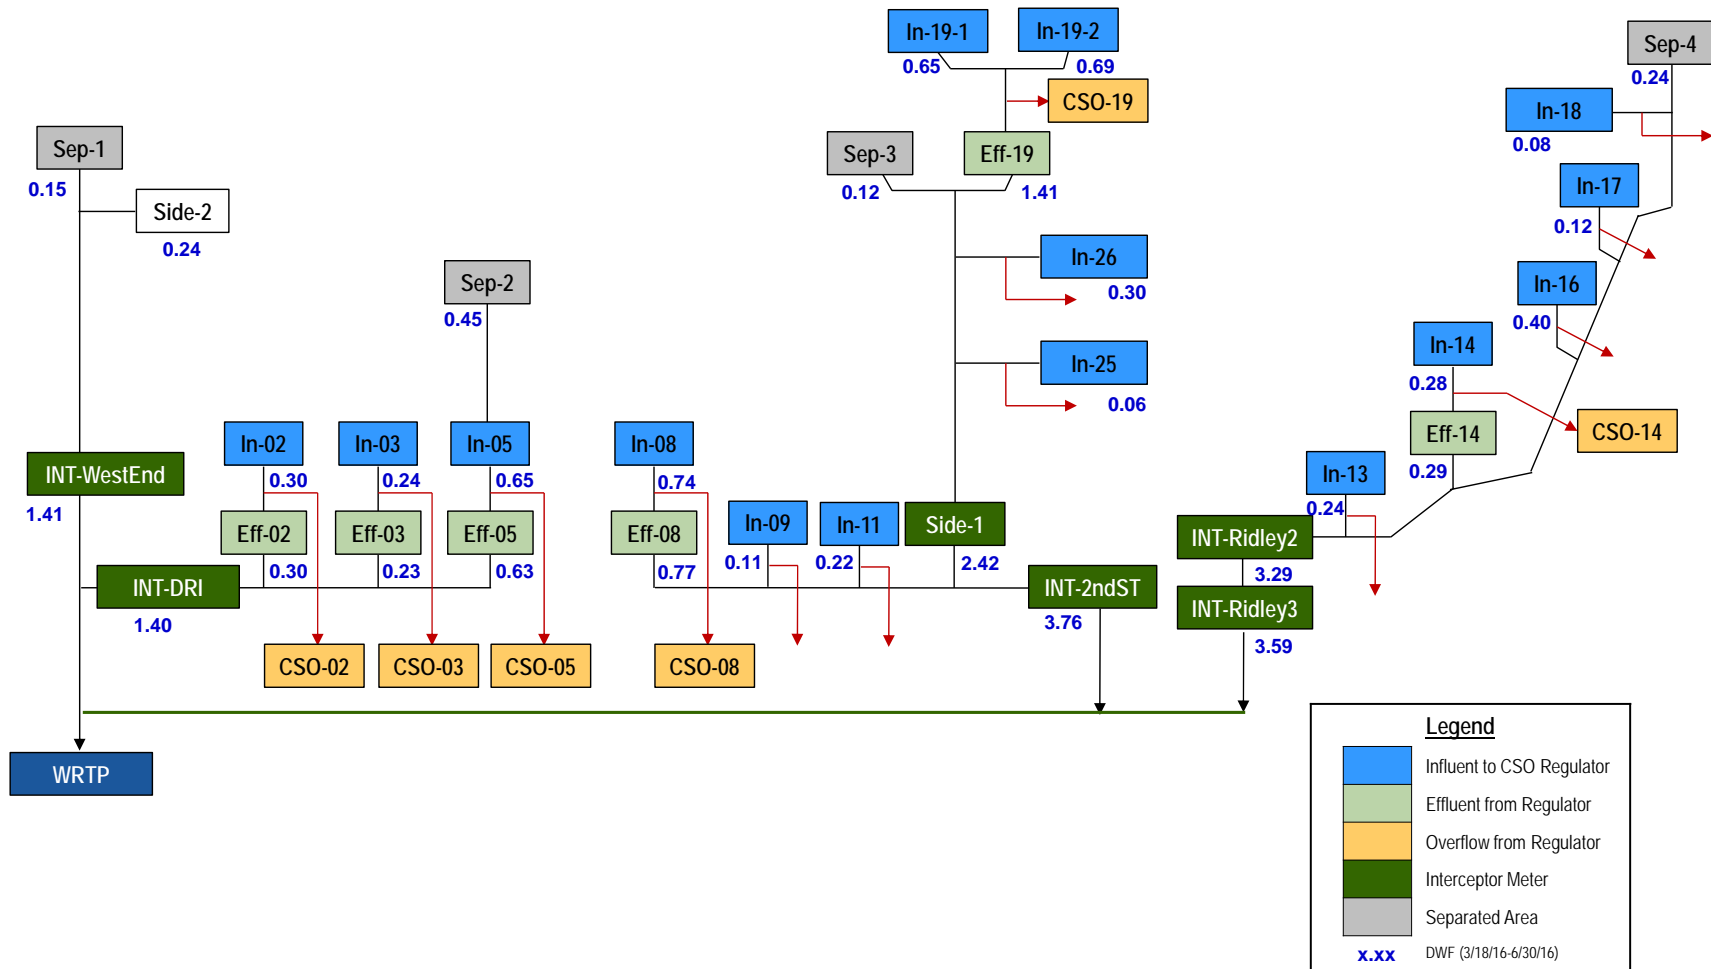 In-19-1
In-19-2
0.65
0.69
CSO-19
Sep-4
0.24
In-18
0.08
Sep-1
0.15
Side-2
0.24
Sep-3
0.12
Eff-19
1.41
In-17
0.12
In-26
0.30
Sep-2
0.45
In-16
0.40
In-25
0.06
In-14
0.28
Eff-14
0.29
CSO-14
INT-WestEnd
1.41
In-02
0.30
In-03
0.24
In-05
0.65
In-08
0.74
Eff-02
0.30
Eff-03
0.23
Eff-05
0.63
Eff-08
0.77
In-09
0.11
In-11
0.22
Side-1
2.42
In-13
0.24
INT-Ridley2
3.29
INT-DRI
1.40
INT-2ndST
3.76
INT-Ridley3
3.59
CSO-02
CSO-03
CSO-05
CSO-08
WRTP
Legend
Influent to CSO Regulator
Effluent from Regulator
Overflow from Regulator
Interceptor Meter
Separated Area
x.xx DWF (3/18/16-6/30/16)